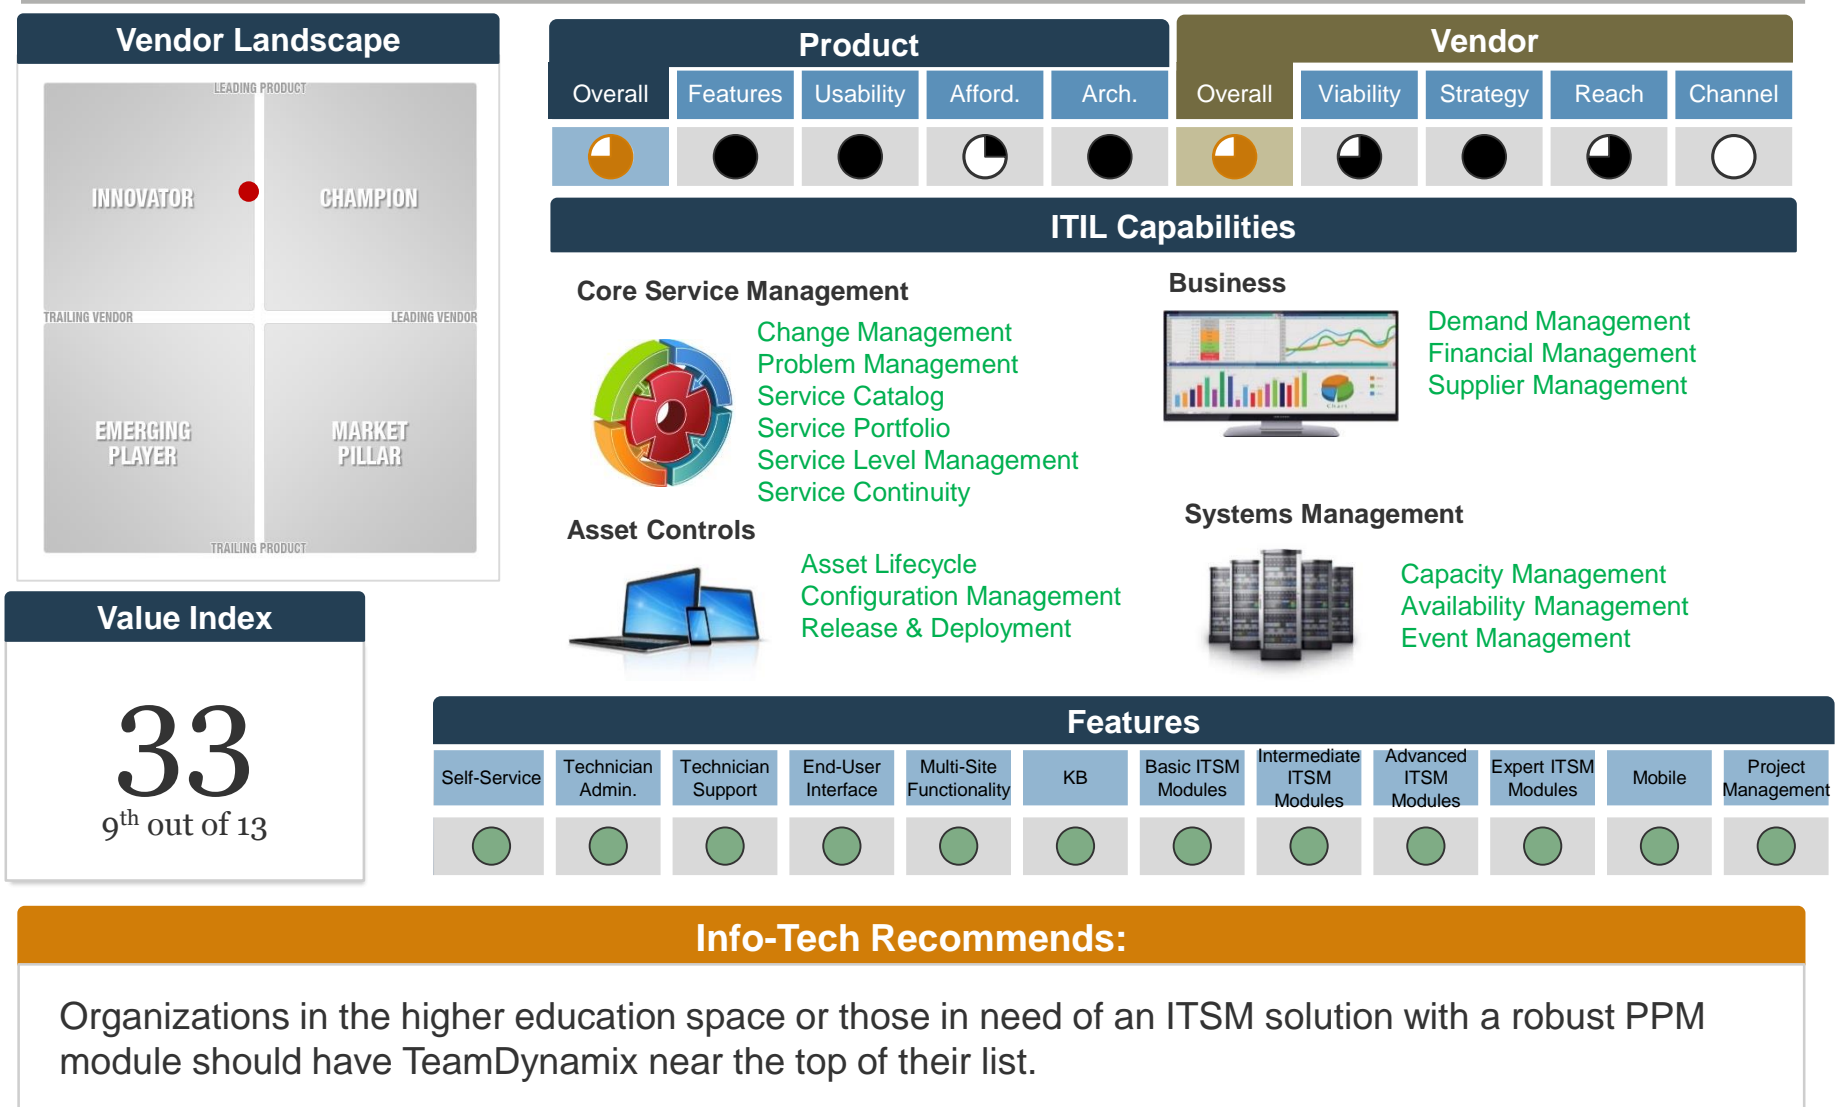 Vendor Landscape
LEADING PRODUCT
INNOVATOR
CHAMPION
TRAILING VENDOR
LEADING VENDOR
EMERGING
PLAYER
MARKET
PILLAR
TRAILING PRODUCT
Product
Vendor
Overall
Features
Usability
Afford.
Arch.
Overall
Viability
Strategy
Reach
Channel
ITIL Capabilities
Core Service Management
Change Management
Problem Management
Service Catalog
Service Portfolio
Service Level Management
Service Continuity
Business
Demand Management
Financial Management
Supplier Management
Chart
Asset Controls
Asset Lifecycle
Configuration Management
Release & Deployment
Systems Management
Capacity Management
Availability Management
Event Management
Value Index
33
9th out of 13
Features
Self-Service
Technician
Admin.
Technician
Support
End-User
Interface
Multi-Site
Functionality
KB
Basic ITSM
Modules
Intermediate
ITSM
Modules
Advanced
ITSM
Modules
Expert ITSM
Modules
Mobile
Project
Management
Info-Tech Recommends:
Organizations in the higher education space or those in need of an ITSM solution with a robust PPM
module should have TeamDynamix near the top of their list.